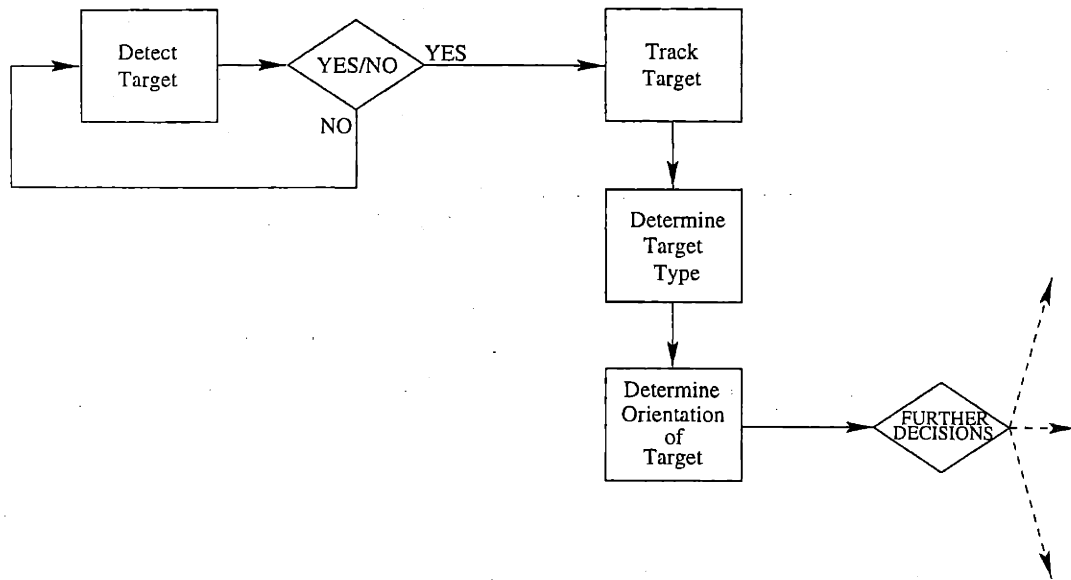 Detect
Target
YES/NO
YES
NO
Track
Target
Determine
Target
Type
Determine
Orientation
of
Target
FURTHER
DECISIONS